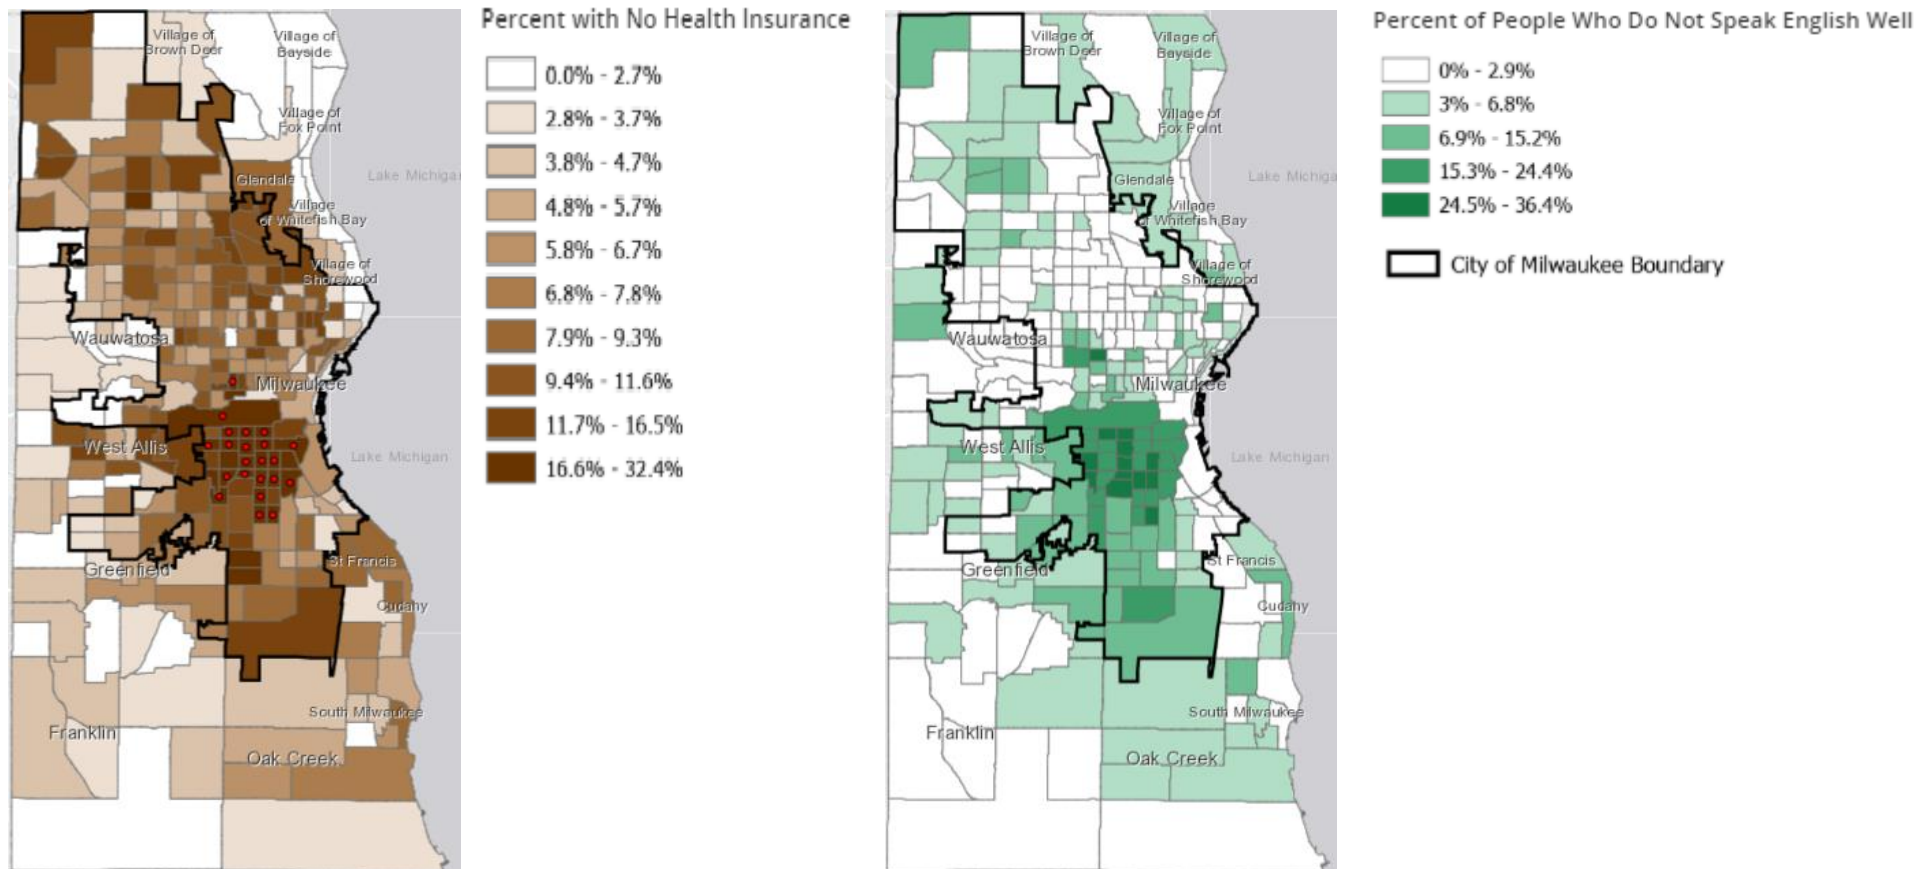 Village of
Brown Deer
Village of
Bayside
Village of
Fox Point
Lake Michigan
Glendale
Village
of Whitefish Bay
Village of
Shorewood
Wauwatosa
Milwaukee
West Allis
Lake Michigan
Greenfield
St Francis
Cudahy
South Milwaukee
Franklin
Oak Creek
Percent with No Health Insurance
0.0% - 2.7%
2.8% - 3.7%
3.8% - 4.7%
4.8% - 5.7%
5.8% - 6.7%
6.8% - 7.8%
7.9% - 9.3%
9.4% - 11.6%
11.7% - 16.5%
16.6% - 32.4%
Village of
Brown Deer
Village of
Bayside
Village of
Fox Point
Lake Michiga
Glendale
Village
of Whitefish Bay
Village of
Shorewood
Wauwatosa
Milwaukee
West Allis
Lake Michigan
Greenfield
St Francis
Cudahy
South Milwaukee
Franklin
Oak Creek
Percent of People Who Do Not Speak English Well
0% - 2.9%
3% - 6.8%
6.9% - 15.2%
15.3% - 24.4%
24.5% - 36.4%
City of Milwaukee Boundary